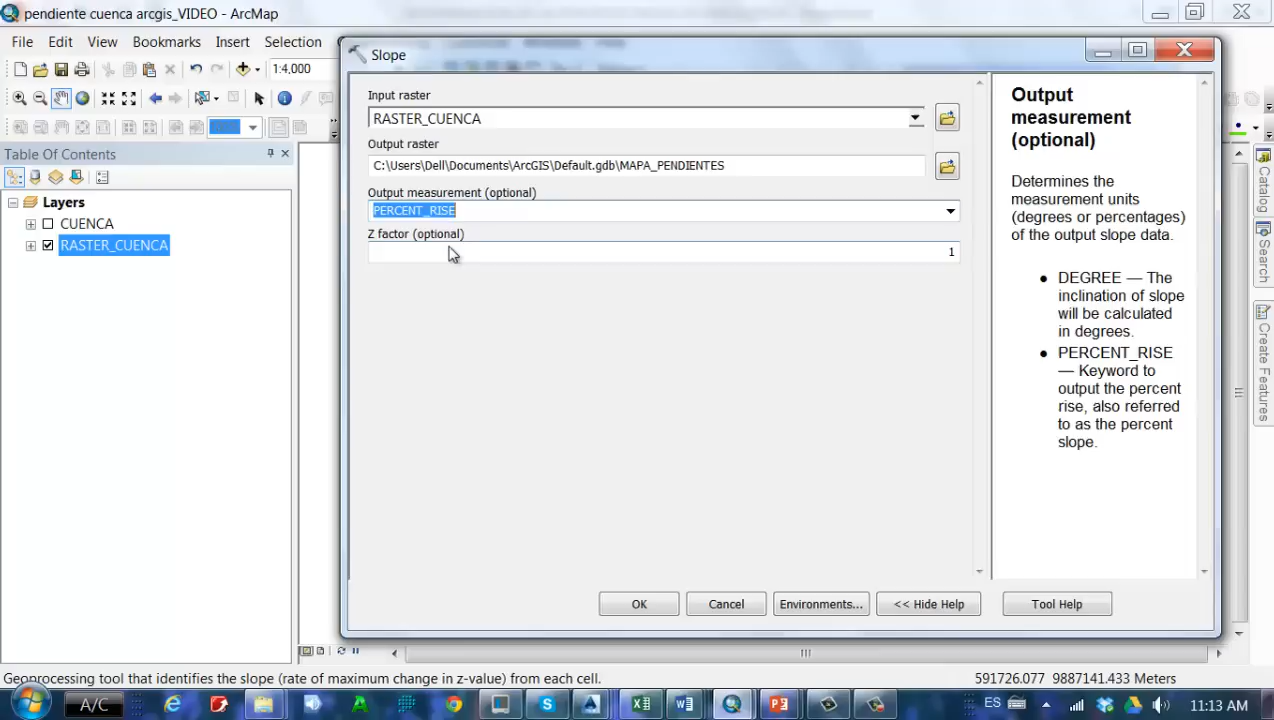 pendiente cuenca arcgis_VIDEO - ArcMap
File Edit View Bookmarks Insert Selection
1:4.000
Table Of Contents
Layers
CUENCA
RASTER_CUENCA
Slope
Input raster
RASTER_CUENCA
Output raster
C:\Users\Dell\Documents\ArcGIS\Default.gdb\MAPA_PENDIENTES
Output measurement (optional)
PERCENT_RISE
Z factor (optional)
1
OK Cancel Environments... << Hide Help Tool Help
Output
measurement
(optional)
Determines the
measurement units
(degrees or percentages)
of the output slope data.
DEGREE — The
inclination of slope
will be calculated
in degrees.
PERCENT_RISE
— Keyword to
output the percent
rise, also referred
to as the percent
slope.
Catalog
Search
Create Features
Geoprocessing tool that identifies the slope (rate of maximum change in z-value) from each cell.
591726.077 9887141.433 Meters
A/C
ES
11:13 AM